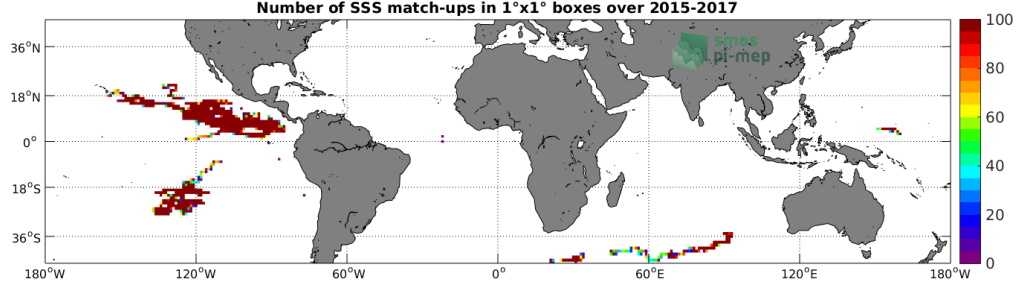 Number of SSS match-ups in 1°x1° boxes over 2015-2017
36°N
18°N
0°
18°S
36°S
180°W 120°W 60°W 0° 60°E 120°E 180°W
smos
pi-mep
100
80
60
40
20
0